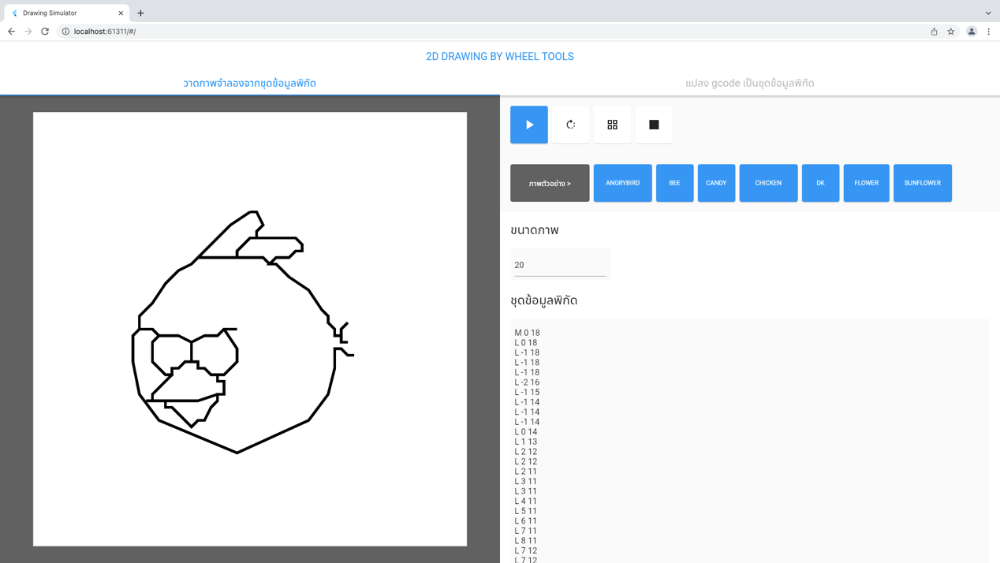 Drawing Simulator
localhost:61311/#/
2D DRAWING BY WHEEL TOOLS
วาดภาพจำลองจากชุดข้อมูลพิกัด
แปลง gcode เป็นชุดข้อมูลพิกัด
ภาพตัวอย่าง > ANGRYBIRD BEE CANDY CHICKEN DK FLOWER SUNFLOWER
ขนาดภาพ
20
ชุดข้อมูลพิกัด
M 0 18
L 0 18
L -1 18
L -1 18
L -1 18
L -2 16
L -1 15
L -1 14
L -1 14
L -1 14
L 0 14
L 1 13
L 2 12
L 2 12
L 2 11
L 3 11
L 3 11
L 4 11
L 5 11
L 6 11
L 7 11
L 8 11
L 7 12
L 7 12